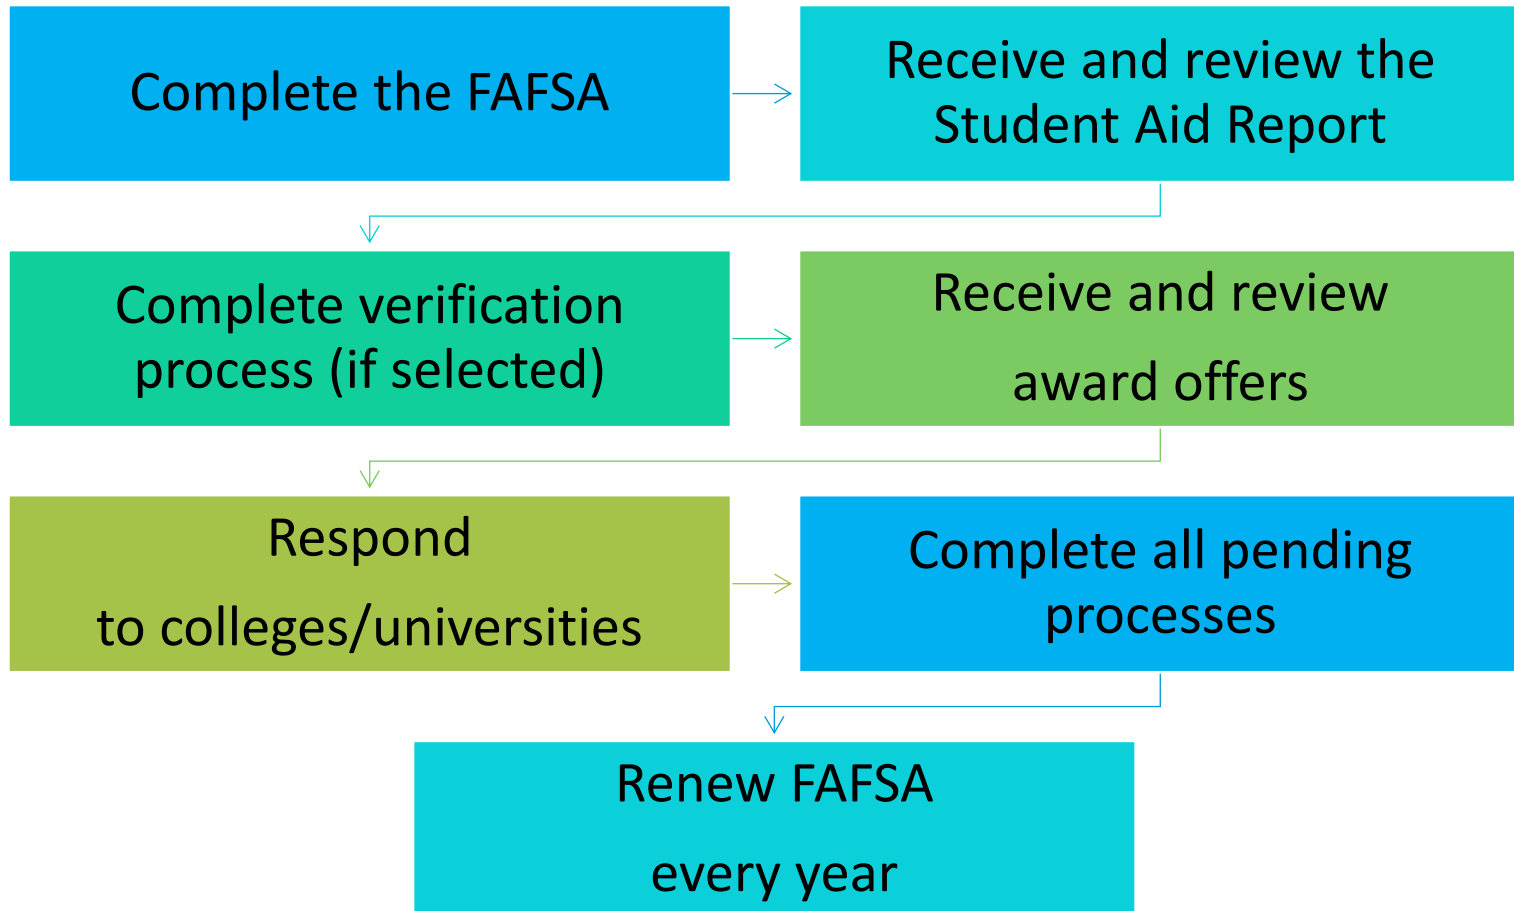 Complete the FAFSA
Receive and review the
Student Aid Report
Complete verification
process (if selected)
Receive and review
award offers
Respond
to colleges/universities
Complete all pending
processes
Renew FAFSA
every year